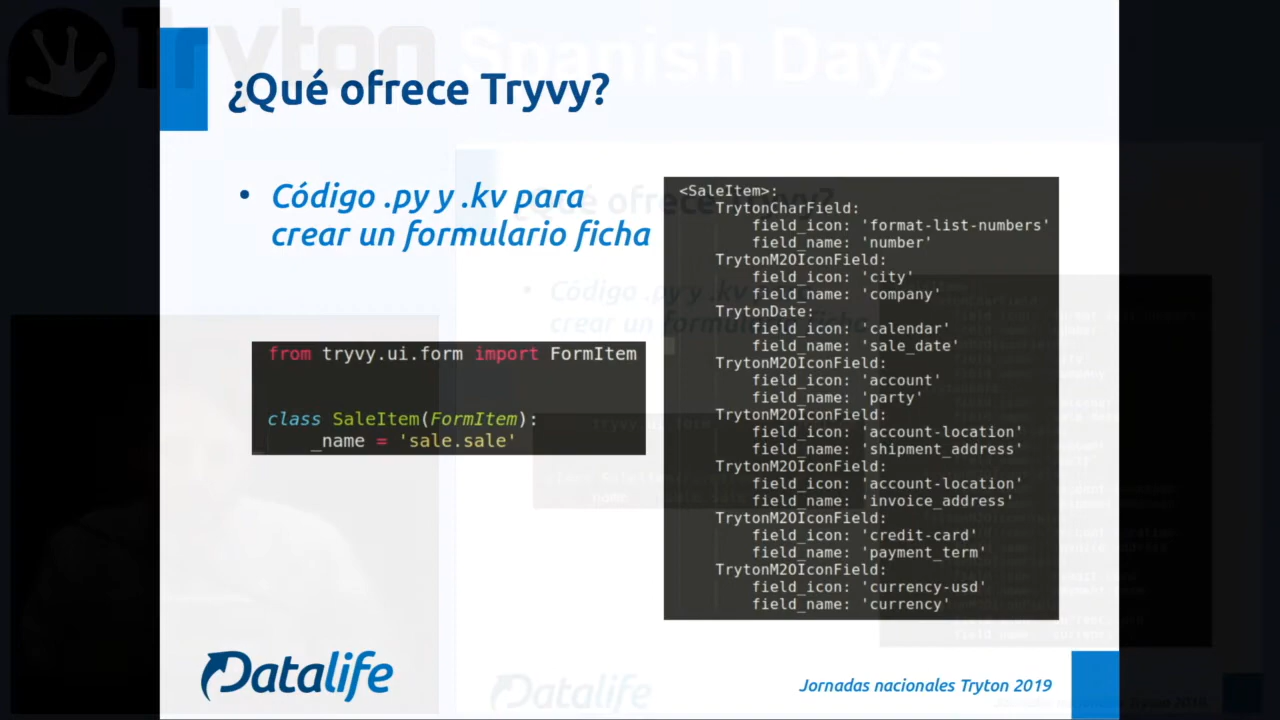 Tryton Spanish Days
¿Qué ofrece Tryvy?
• Código .py y .kv para
crear un formulario ficha
from tryvy.ui.form import FormItem
class SaleItem(FormItem):
_name = 'sale.sale'
<SaleItem>:
TrytonCharField:
field_icon: 'format-list-numbers'
field_name: 'number'
TrytonM2OIconField:
field_icon: 'city'
field_name: 'company'
TrytonDate:
field_icon: 'calendar'
field_name: 'sale_date'
TrytonM2OIconField:
field_icon: 'account'
field_name: 'party'
TrytonM2OIconField:
field_icon: 'account-location'
field_name: 'shipment_address'
TrytonM2OIconField:
field_icon: 'account-location'
field_name: 'invoice_address'
TrytonM2OIconField:
field_icon: 'credit-card'
field_name: 'payment_term'
TrytonM2OIconField:
field_icon: 'currency-usd'
field_name: 'currency'
Datalife
Jornadas nacionales Tryton 2019